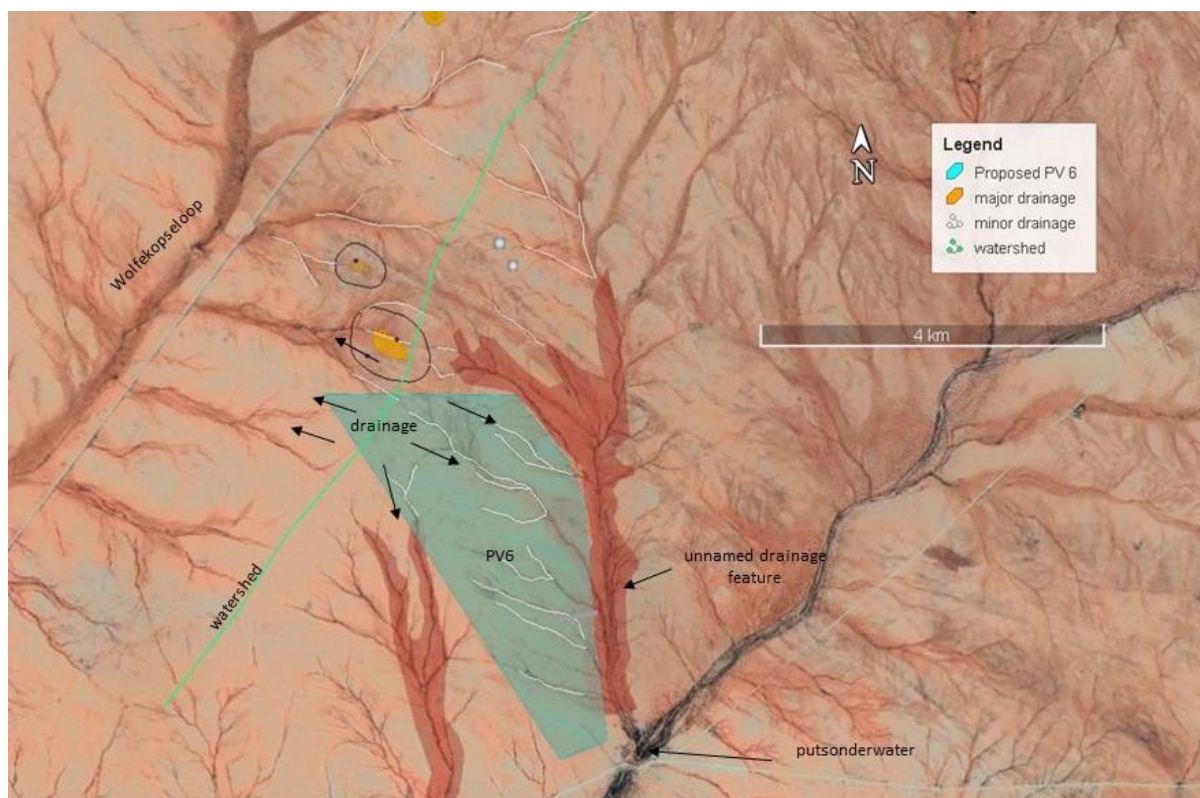 N
Legend
Proposed PV 6
major drainage
minor drainage
watershed
Wolfekopseloop
4 km
drainage
PV6
unnamed drainage
feature
watershed
putsonderwater